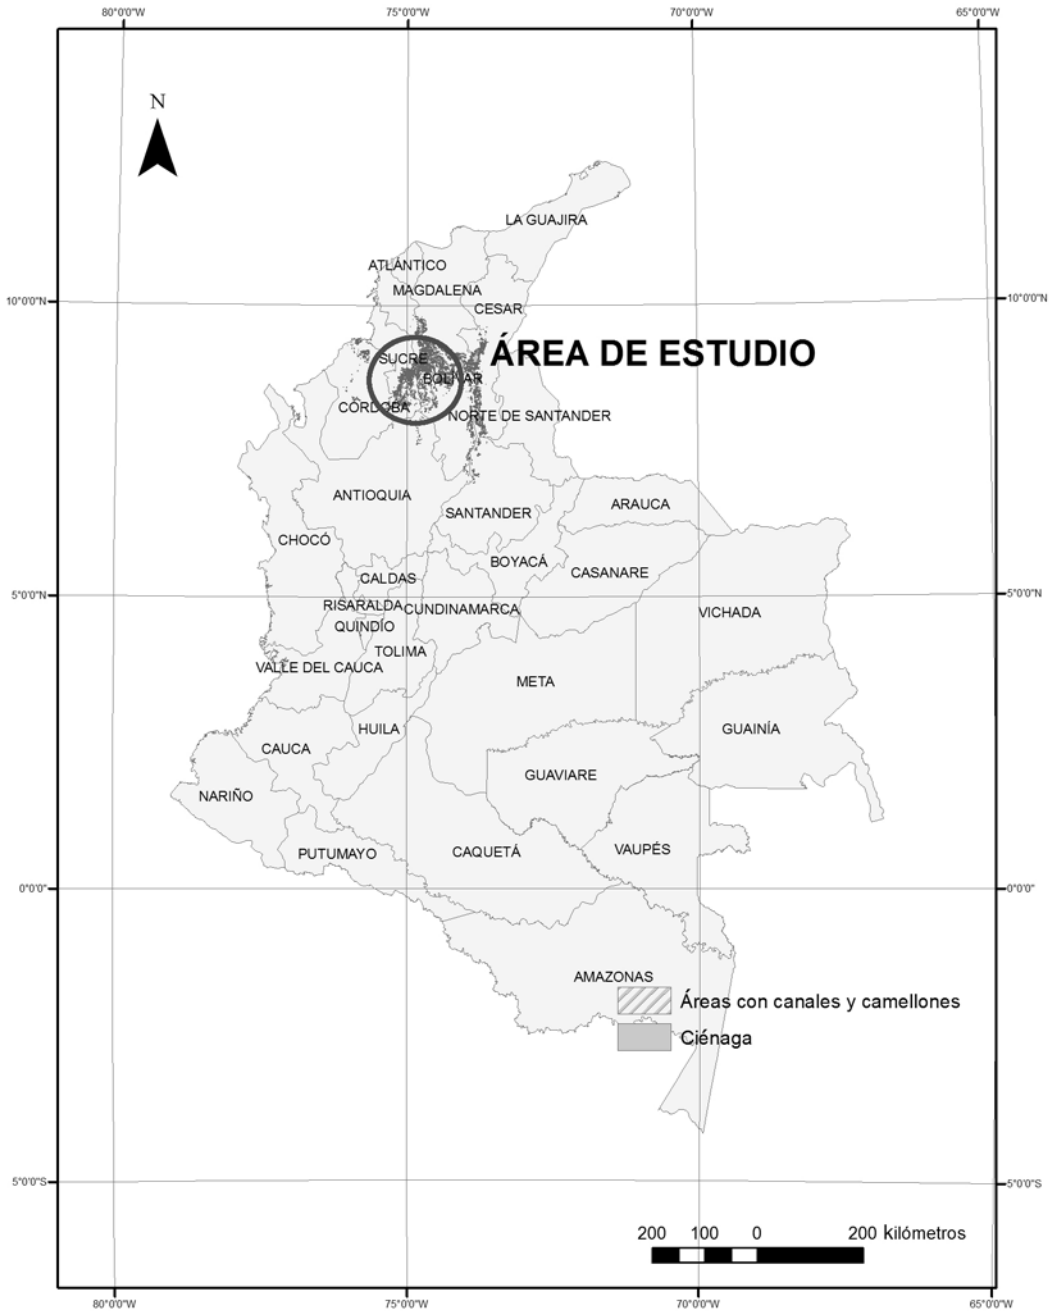 80°0'0"W 75°0'0"W 70°0'0"W 65°0'0"W
N
LA GUAJIRA
ATLÁNTICO
MAGDALENA
10°0'0"N 10°0'0"N
CESAR
ÁREA DE ESTUDIO
SUCRE
BOLÍVAR
CÓRDOBA
NORTE DE SANTANDER
ANTIOQUIA
ARAUCA
SANTANDER
CHOCÓ
BOYACÁ
CASANARE
CALDAS
5°0'0"N 5°0'0"N
RISARALDA
CUNDINAMARCA
VICHADA
QUINDÍO
TOLIMA
VALLE DEL CAUCA
META
HUILA
GUAINÍA
CAUCA
GUAVIARE
NARIÑO
VAUPÉS
CAQUETÁ
PUTUMAYO
0°0'0" 0°0'0"
AMAZONAS
Áreas con canales y camellones
Ciénaga
5°0'0"S 5°0'0"S
200 100 0 200 kilómetros
80°0'0"W 75°0'0"W 70°0'0"W 65°0'0"W